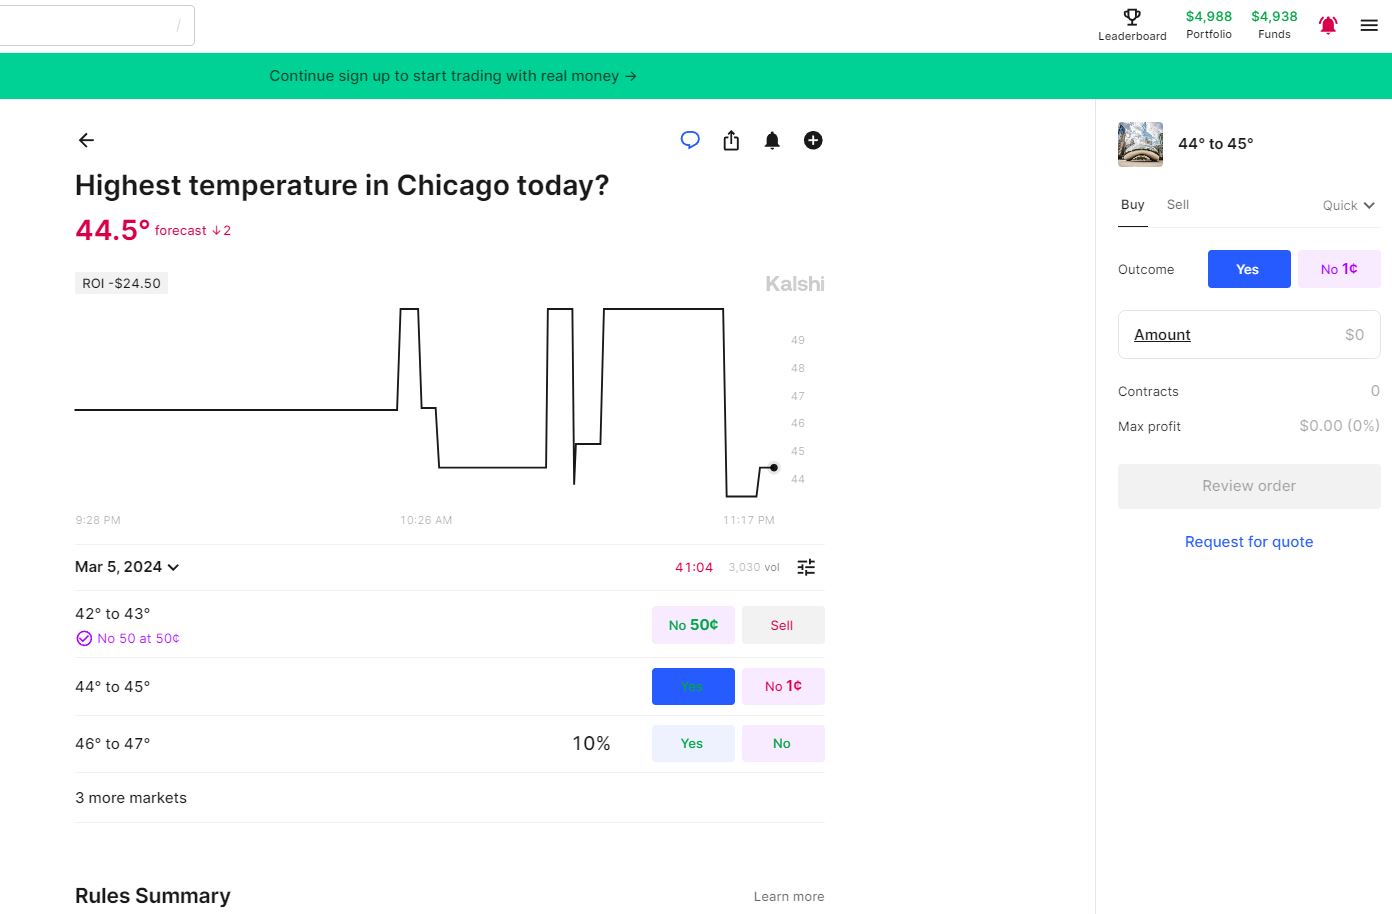 /
Leaderboard
$4,988
Portfolio
$4,938
Funds
Continue sign up to start trading with real money →
Highest temperature in Chicago today?
44.5° forecast ↓2
ROI -$24.50
Kalshi
49
48
47
46
45
44
9:28 PM
10:26 AM
11:17 PM
Mar 5, 2024
41:04
3,030 vol
42° to 43°
No 50 at 50¢
No 50¢
Sell
44° to 45°
Yes
No 1¢
46° to 47°
10%
Yes
No
3 more markets
Rules Summary
Learn more
44° to 45°
Buy
Sell
Quick
Outcome
Yes
No 1¢
Amount
$0
Contracts
0
Max profit
$0.00 (0%)
Review order
Request for quote